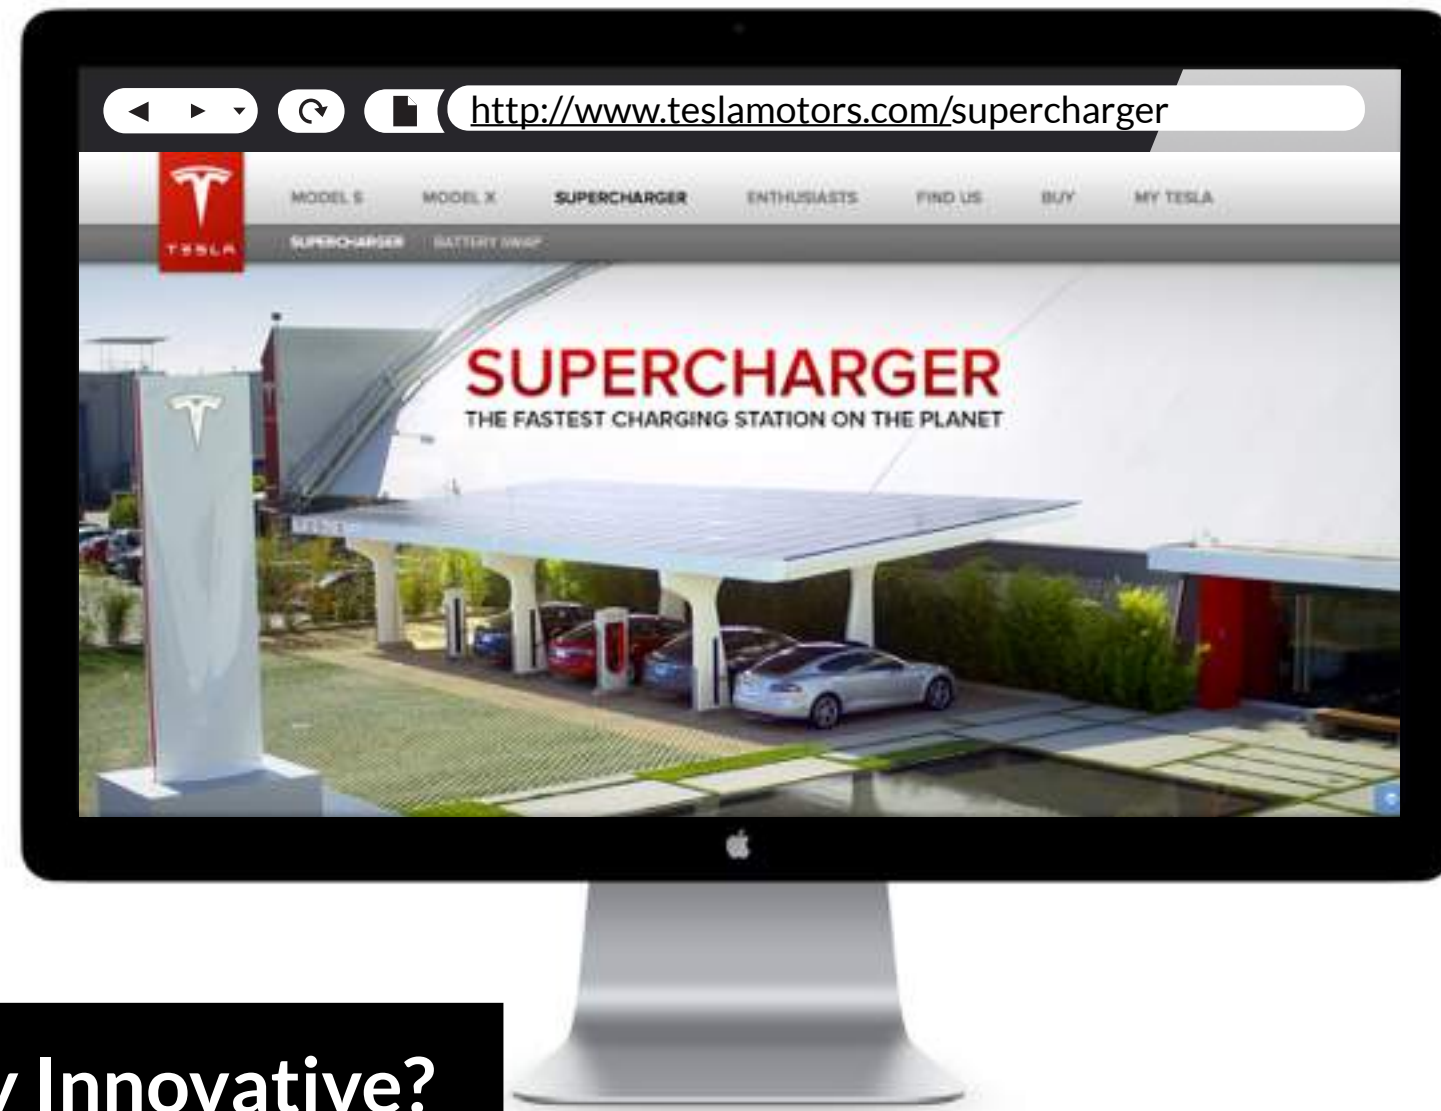 http://www.teslamotors.com/supercharger
MODEL S MODEL X SUPERCHARGER ENTHUSIASTS FIND US BUY MY TESLA
TESLA
SUPERCHARGER BATTERY SWAP
SUPERCHARGER
THE FASTEST CHARGING STATION ON THE PLANET
Innovative?